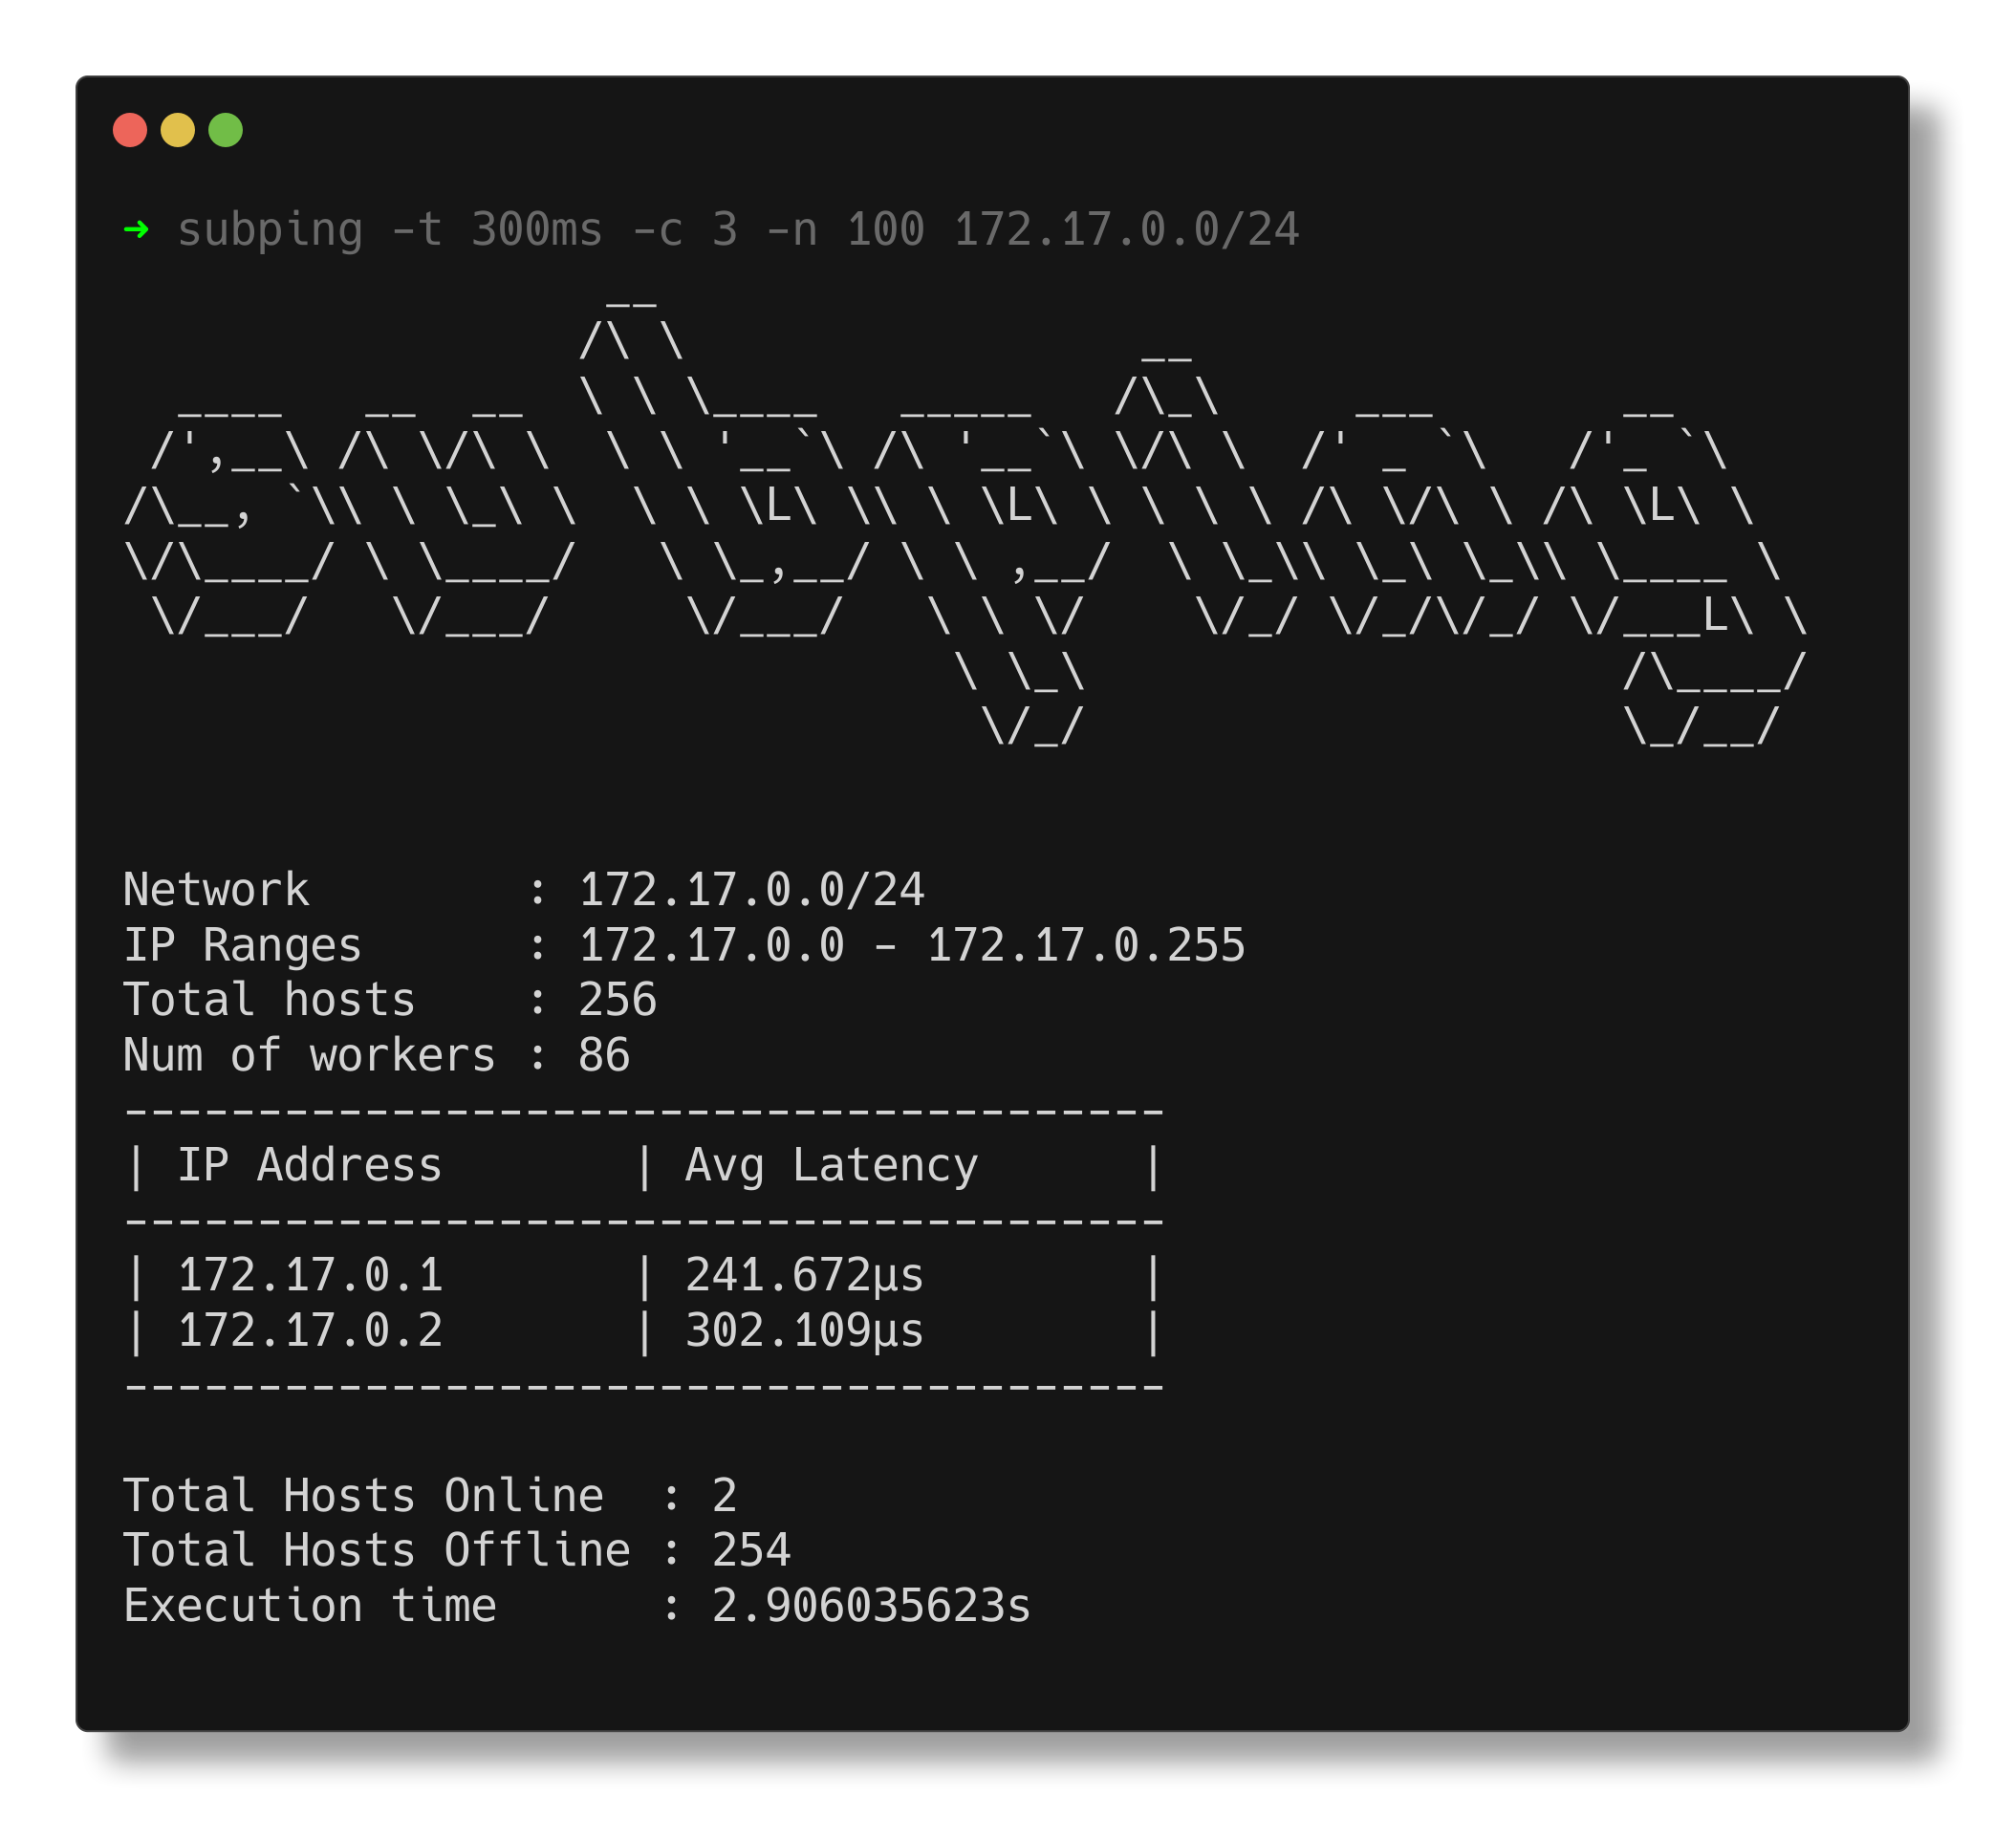 ➜ subping -t 300ms -c 3 -n 100 172.17.0.0/24
                  __
                 /\ \                 __
  ____   __  __  \ \ \____   _____   /\_\     ___       __
 /',__\ /\ \/\ \  \ \ '__`\ /\ '__`\ \/\ \  /' _ `\   /'_ `\
/\__, `\\ \ \_\ \  \ \ \L\ \\ \ \L\ \ \ \ \ /\ \/\ \ /\ \L\ \
\/\____/ \ \____/   \ \_,__/ \ \ ,__/  \ \_\\ \_\ \_\\ \____ \
 \/___/   \/___/     \/___/   \ \ \/    \/_/ \/_/\/_/ \/___L\ \
                               \ \_\                    /\____/
                                \/_/                    \_/__/
Network        : 172.17.0.0/24
IP Ranges      : 172.17.0.0 - 172.17.0.255
Total hosts    : 256
Num of workers : 86
---------------------------------------
| IP Address       | Avg Latency      |
---------------------------------------
| 172.17.0.1       | 241.672µs        |
| 172.17.0.2       | 302.109µs        |
---------------------------------------
Total Hosts Online  : 2
Total Hosts Offline : 254
Execution time      : 2.906035623s